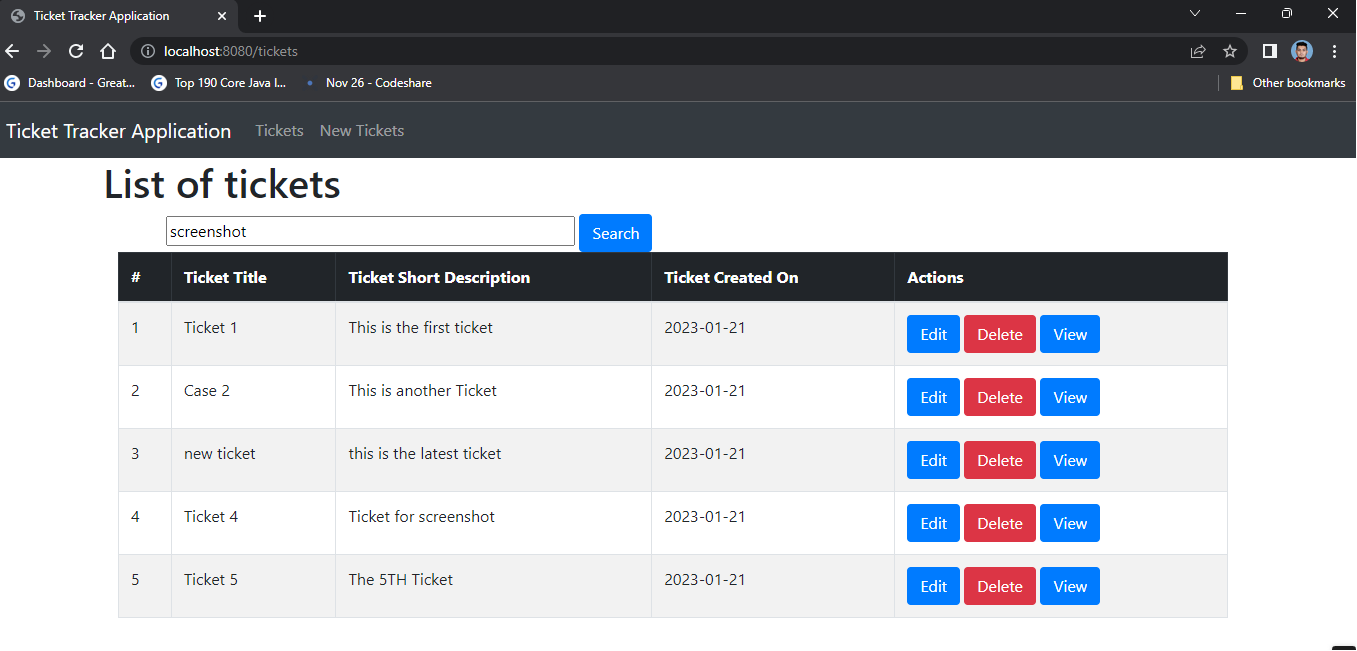 Ticket Tracker Application
localhost:8080/tickets
Dashboard - Great... Top 190 Core Java I... Nov 26 - Codeshare Other bookmarks
Ticket Tracker Application Tickets New Tickets
List of tickets
screenshot Search
# Ticket Title Ticket Short Description Ticket Created On Actions
1 Ticket 1 This is the first ticket 2023-01-21 Edit Delete View
2 Case 2 This is another Ticket 2023-01-21 Edit Delete View
3 new ticket this is the latest ticket 2023-01-21 Edit Delete View
4 Ticket 4 Ticket for screenshot 2023-01-21 Edit Delete View
5 Ticket 5 The 5TH Ticket 2023-01-21 Edit Delete View